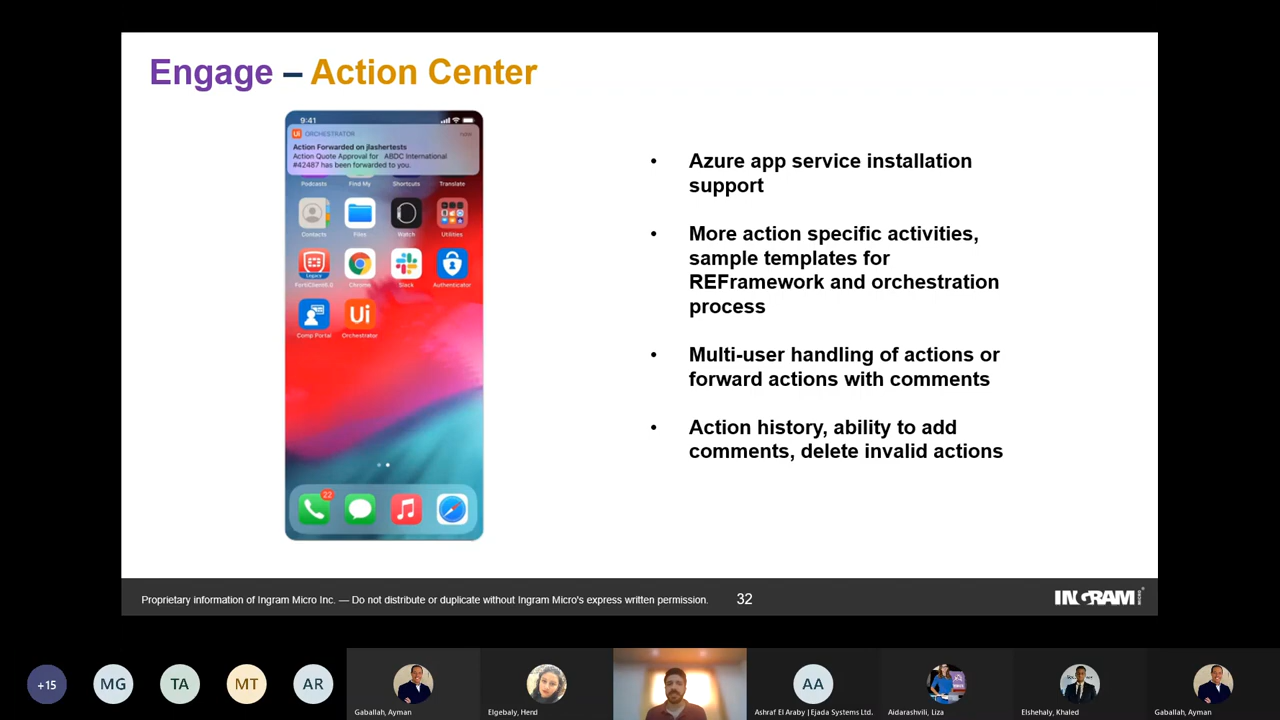 Engage – Action Center
9:41
Ui ORCHESTRATOR now
Action Forwarded on jlashertests
Action Quote Approval for ABDC International
#42487 has been forwarded to you.
Podcasts Find My Shortcuts Translate
Contacts Files Watch Utilities
Legacy
Chrome Slack Authenticator
Ui
Comp Portal Orchestrator
22
• Azure app service installation
support
• More action specific activities,
sample templates for
REFramework and orchestration
process
• Multi-user handling of actions or
forward actions with comments
• Action history, ability to add
comments, delete invalid actions
Proprietary information of Ingram Micro Inc. — Do not distribute or duplicate without Ingram Micro's express written permission. 32
INGRAM MICRO
+15 MG TA MT AR AA
Gaballah, Ayman Elgebaly, Hend Ashraf El Araby | Ejada Systems Ltd. Aidarashvili, Liza Elshehaly, Khaled Gaballah, Ayman